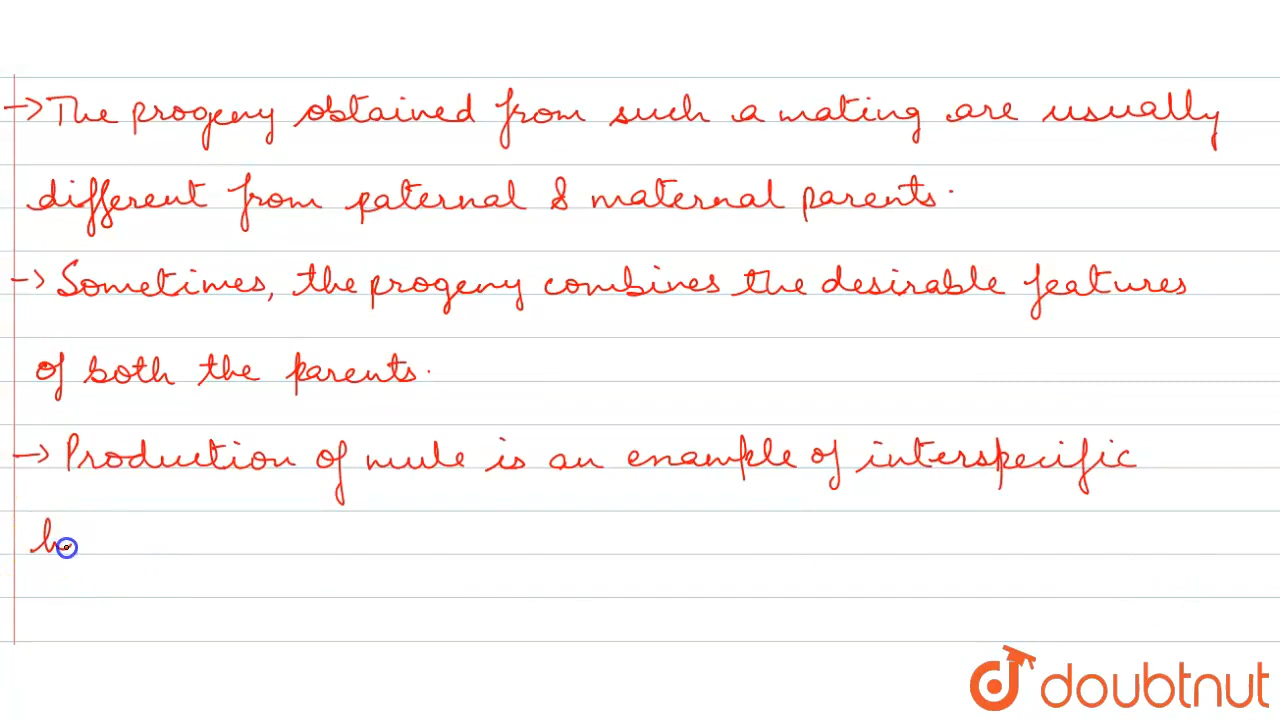 → The progeny obtained from such a mating are usually
different from paternal & maternal parents.
→ Sometimes, the progeny combines the desirable features
of both the parents.
→ Production of mule is an enample of interspecific
h
doubtnut